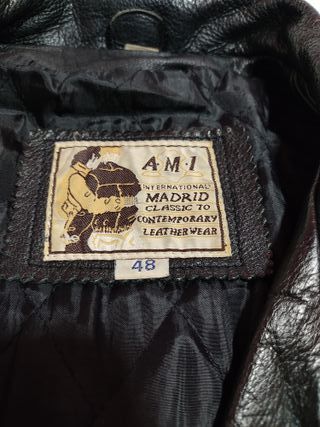 A.M.I
INTERNATIONAL
MADRID
CLASSIC TO
CONTEMPORARY
LEATHERWEAR
48